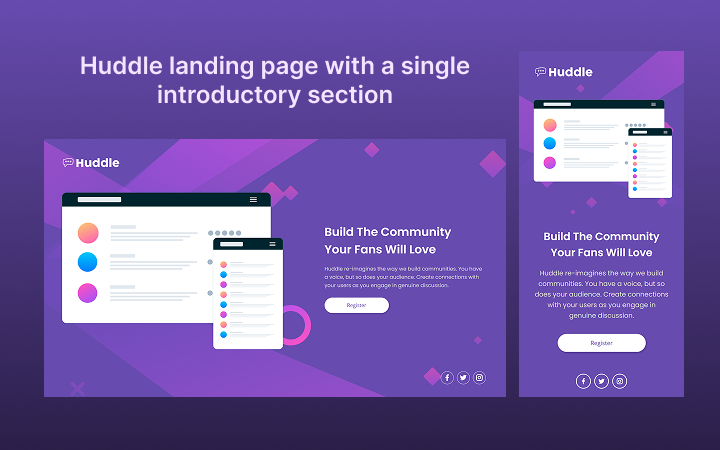 Huddle landing page with a single
introductory section
Huddle
Build The Community
Your Fans Will Love
Huddle re-imagines the way we build communities. You have
a voice, but so does your audience. Create connections with
your users as you engage in genuine discussion.
Register
Huddle
Build The Community
Your Fans Will Love
Huddle re-imagines the way we build
communities. You have a voice, but so
does your audience. Create connections
with your users as you engage in
genuine discussion.
Register